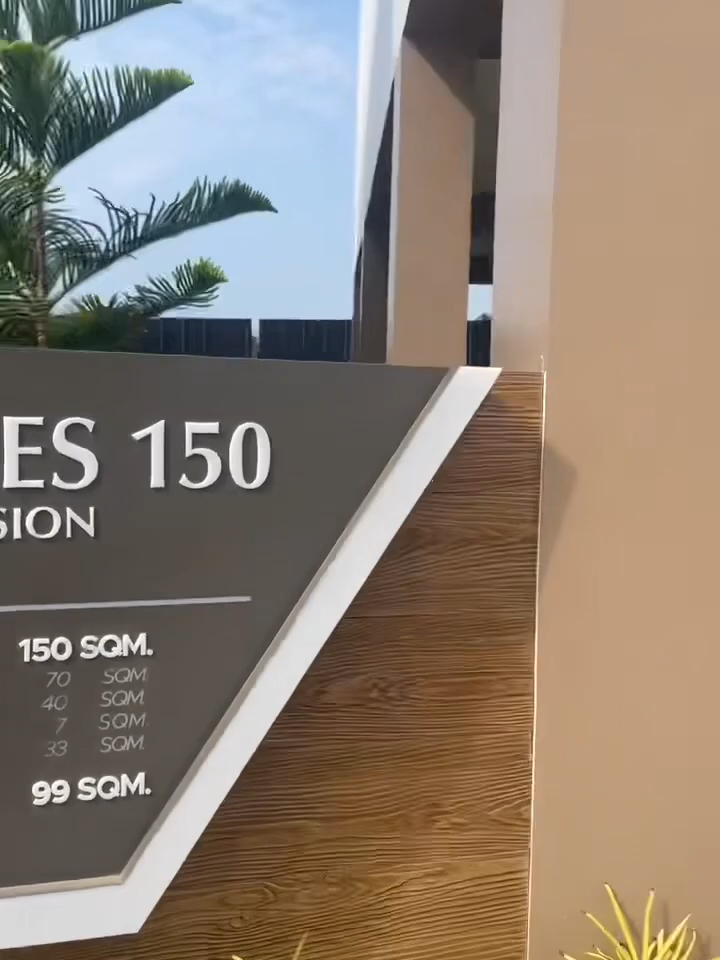 ES 150
SION
150 SQM.
70 SQM
40 SQM
7 SQM
33 SQM
99 SQM.